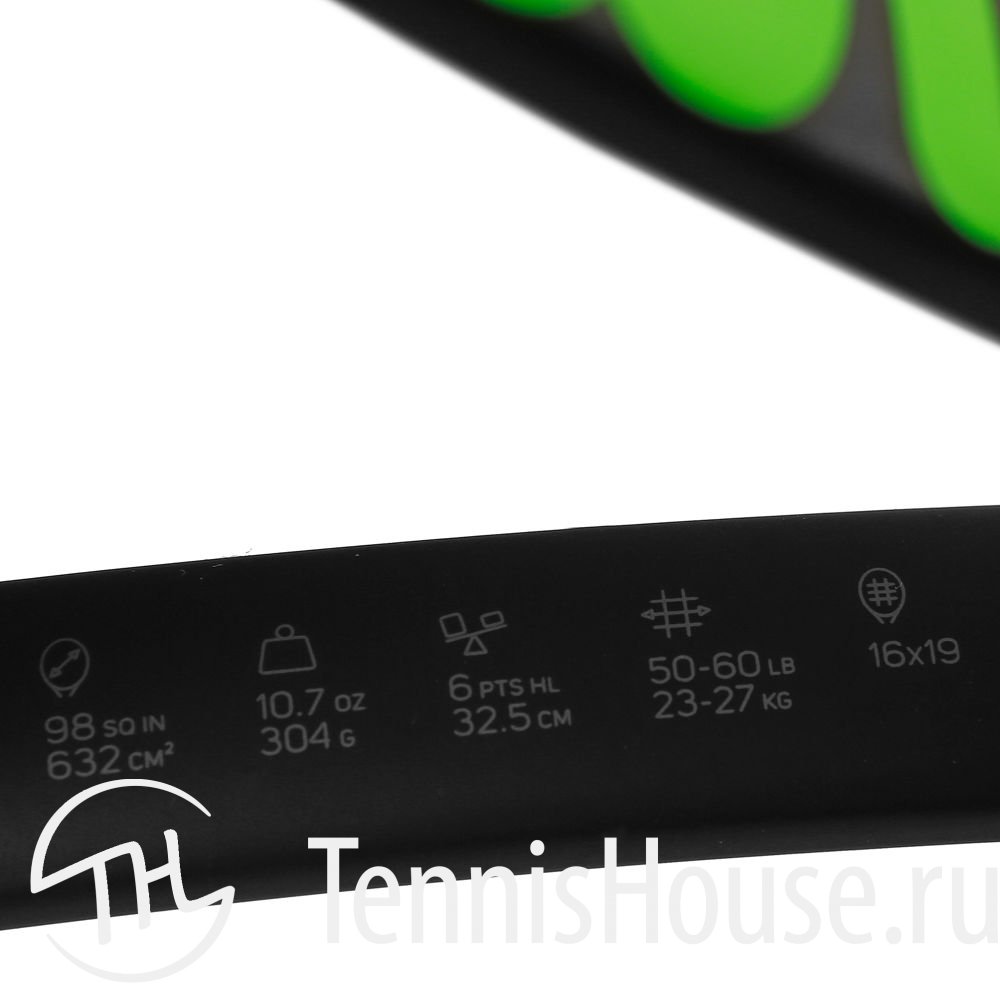 98 SQ IN
632 CM²
10.7 OZ
304 G
6 PTS HL
32.5 CM
50-60 LB
23-27 KG
16x19
TH
TennisHouse.ru